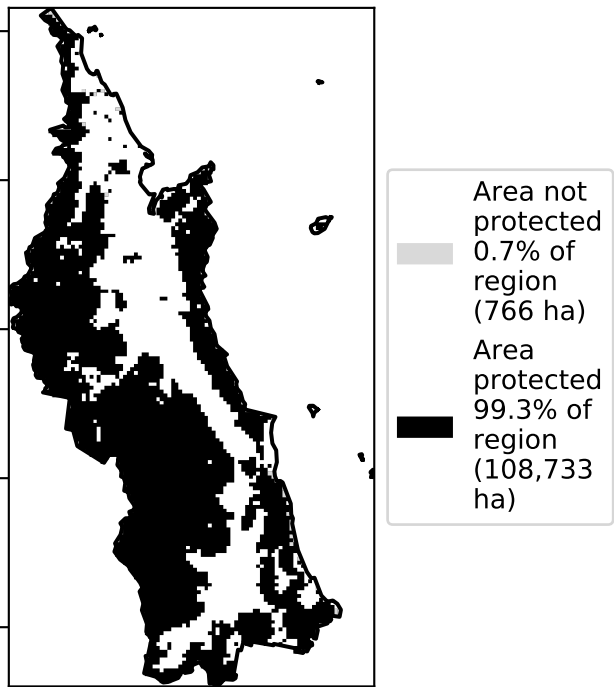 Area not
protected
0.7% of
region
(766 ha)
Area
protected
99.3% of
region
(108,733
ha)